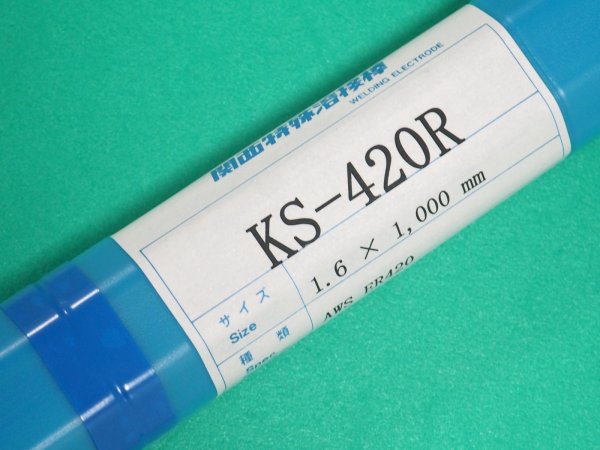 関西特殊溶接棒
WELDING ELECTRODE
KS-420R
サイズ 1.6 × 1,000 mm
Size
種類 AWS ER420
Spec